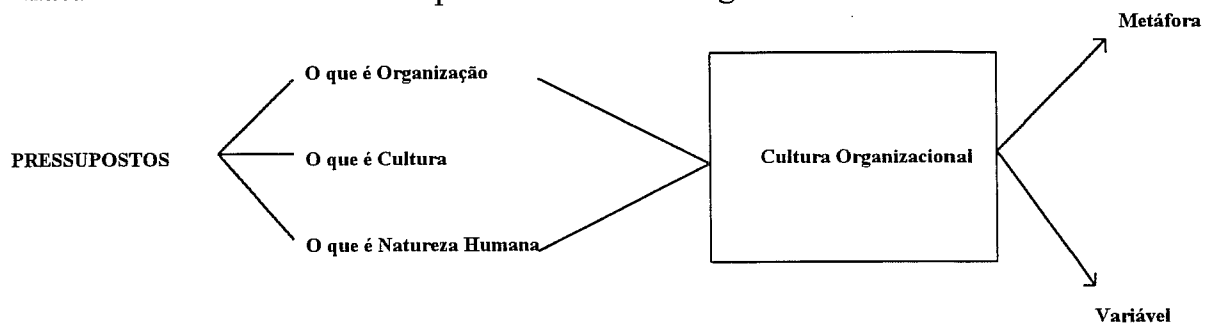 Metáfora
O que é Organização
PRESSUPOSTOS
O que é Cultura
Cultura Organizacional
O que é Natureza Humana
Variável